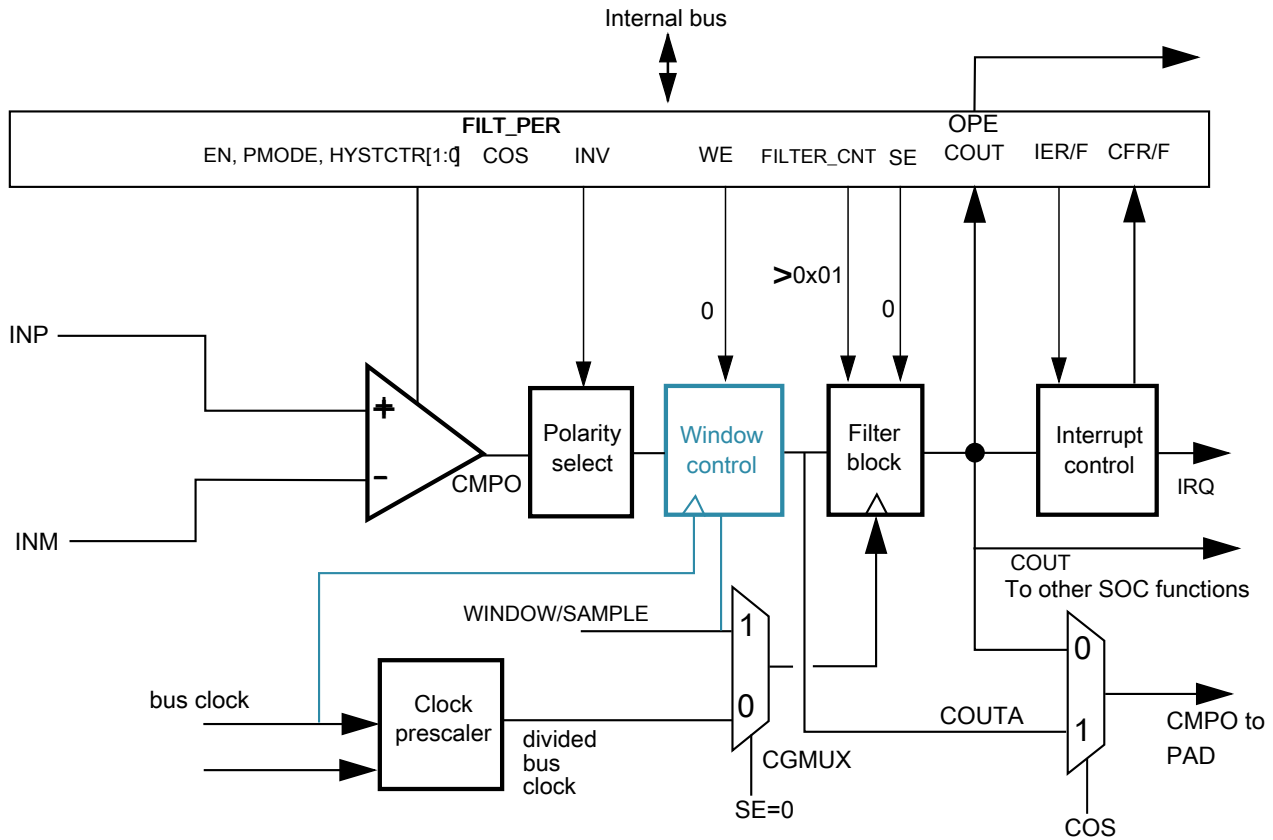 Internal bus
FILT_PER
OPE
EN, PMODE, HYSTCTR[1:0]
COS
INV
WE
FILTER_CNT
SE
COUT
IER/F
CFR/F
>0x01
0
0
INP
+
-
CMPO
Polarity
select
Window
control
Filter
block
Interrupt
control
IRQ
INM
COUT
To other SOC functions
WINDOW/SAMPLE
1
0
0
1
bus clock
Clock
prescaler
divided
bus
clock
COUTA
CMPO to
PAD
CGMUX
SE=0
COS